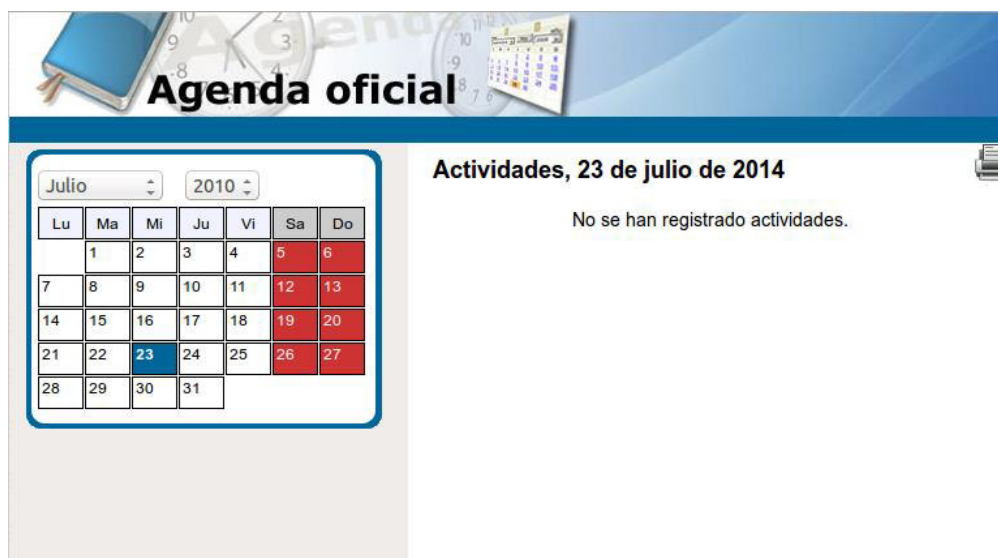 Agenda
Agenda oficial
Julio 2010
Lu Ma Mi Ju Vi Sa Do
1 2 3 4 5 6
7 8 9 10 11 12 13
14 15 16 17 18 19 20
21 22 23 24 25 26 27
28 29 30 31
Actividades, 23 de julio de 2014
No se han registrado actividades.